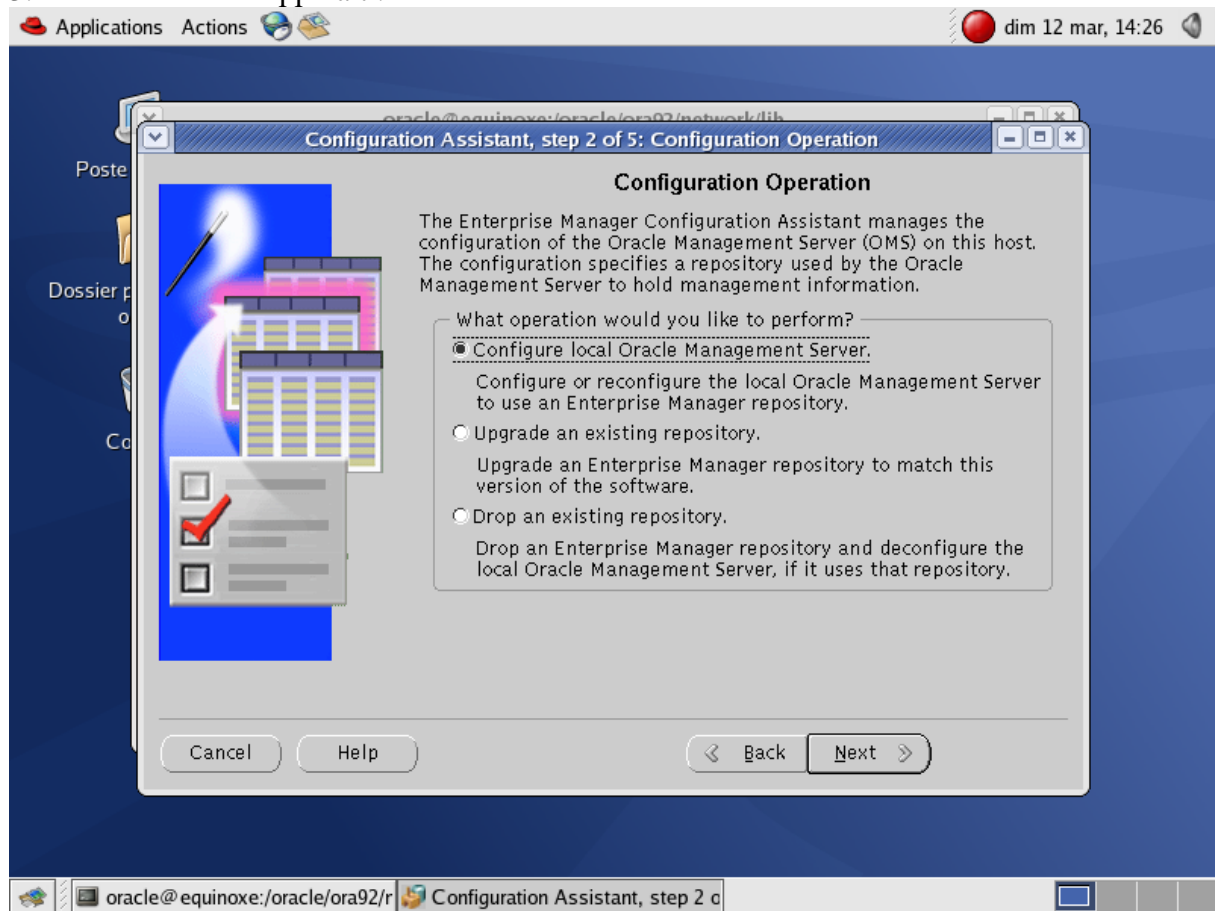 Applications Actions dim 12 mar, 14:26
oracle@equinoxe:/oracle/ora92/network/lib
Configuration Assistant, step 2 of 5: Configuration Operation
Poste
Dossier p
o
Co
Configuration Operation
The Enterprise Manager Configuration Assistant manages the
configuration of the Oracle Management Server (OMS) on this host.
The configuration specifies a repository used by the Oracle
Management Server to hold management information.
What operation would you like to perform?
Configure local Oracle Management Server.
Configure or reconfigure the local Oracle Management Server
to use an Enterprise Manager repository.
Upgrade an existing repository.
Upgrade an Enterprise Manager repository to match this
version of the software.
Drop an existing repository.
Drop an Enterprise Manager repository and deconfigure the
local Oracle Management Server, if it uses that repository.
Cancel Help Back Next
oracle@equinoxe:/oracle/ora92/r Configuration Assistant, step 2 o